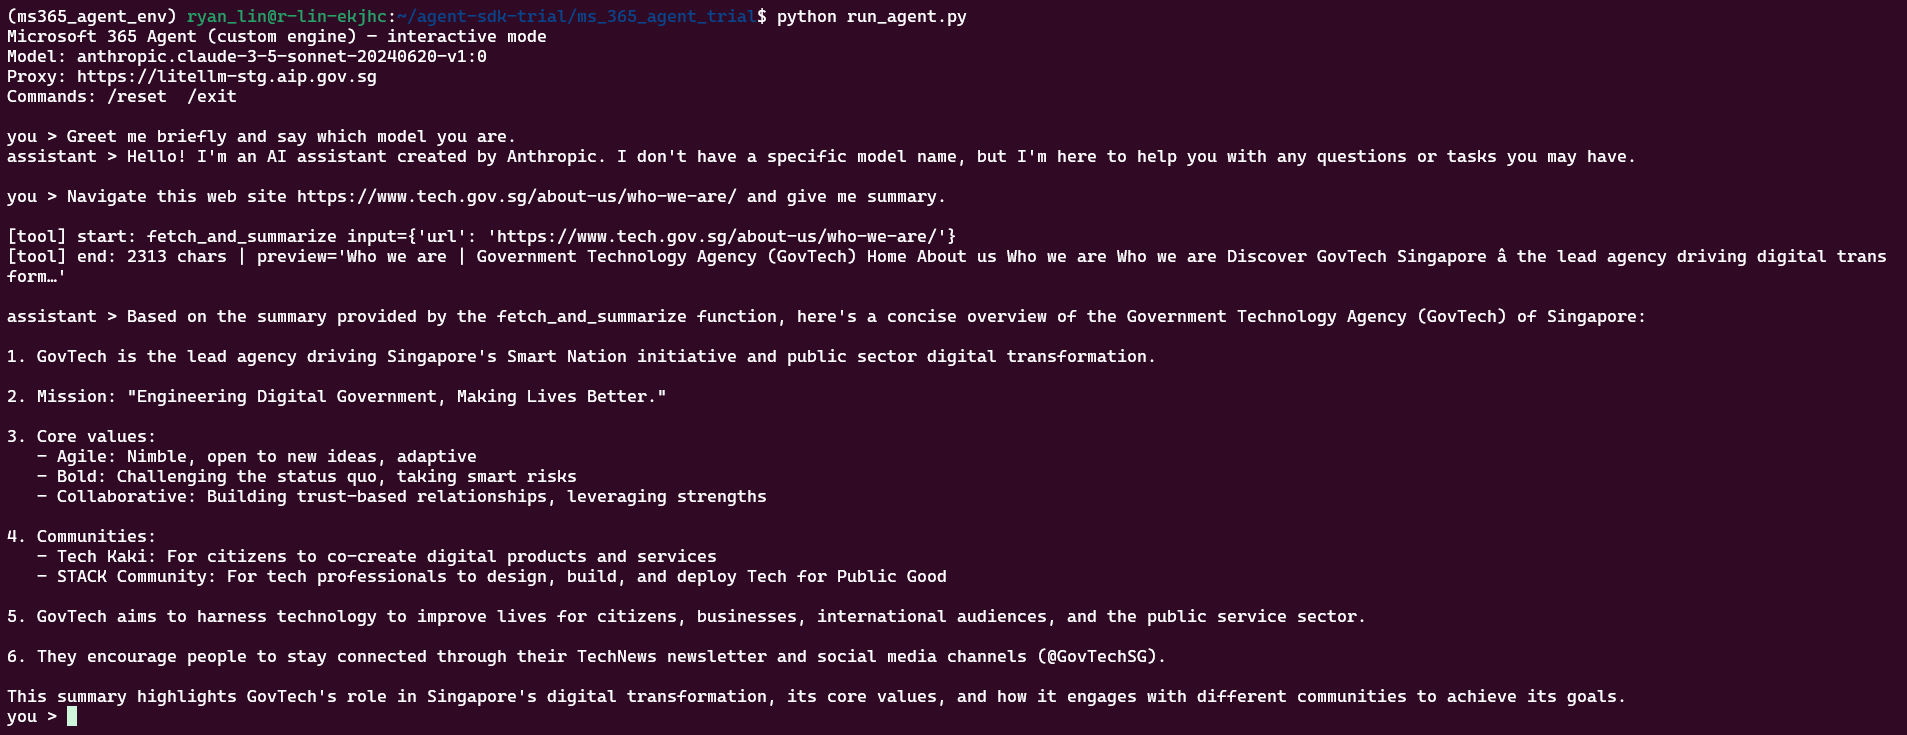 (ms365_agent_env) ryan_lin@r-lin-ekjhc:~/agent-sdk-trial/ms_365_agent_trial$ python run_agent.py
Microsoft 365 Agent (custom engine) — interactive mode
Model: anthropic.claude-3-5-sonnet-20240620-v1:0
Proxy: https://litellm-stg.aip.gov.sg
Commands: /reset  /exit
you > Greet me briefly and say which model you are.
assistant > Hello! I'm an AI assistant created by Anthropic. I don't have a specific model name, but I'm here to help you with any questions or tasks you may have.
you > Navigate this web site https://www.tech.gov.sg/about-us/who-we-are/ and give me summary.
[tool] start: fetch_and_summarize input={'url': 'https://www.tech.gov.sg/about-us/who-we-are/'}
[tool] end: 2313 chars | preview='Who we are | Government Technology Agency (GovTech) Home About us Who we are Who we are Discover GovTech Singapore â the lead agency driving digital trans
form…'
assistant > Based on the summary provided by the fetch_and_summarize function, here's a concise overview of the Government Technology Agency (GovTech) of Singapore:
1. GovTech is the lead agency driving Singapore's Smart Nation initiative and public sector digital transformation.
2. Mission: "Engineering Digital Government, Making Lives Better."
3. Core values:
   - Agile: Nimble, open to new ideas, adaptive
   - Bold: Challenging the status quo, taking smart risks
   - Collaborative: Building trust-based relationships, leveraging strengths
4. Communities:
   - Tech Kaki: For citizens to co-create digital products and services
   - STACK Community: For tech professionals to design, build, and deploy Tech for Public Good
5. GovTech aims to harness technology to improve lives for citizens, businesses, international audiences, and the public service sector.
6. They encourage people to stay connected through their TechNews newsletter and social media channels (@GovTechSG).
This summary highlights GovTech's role in Singapore's digital transformation, its core values, and how it engages with different communities to achieve its goals.
you >